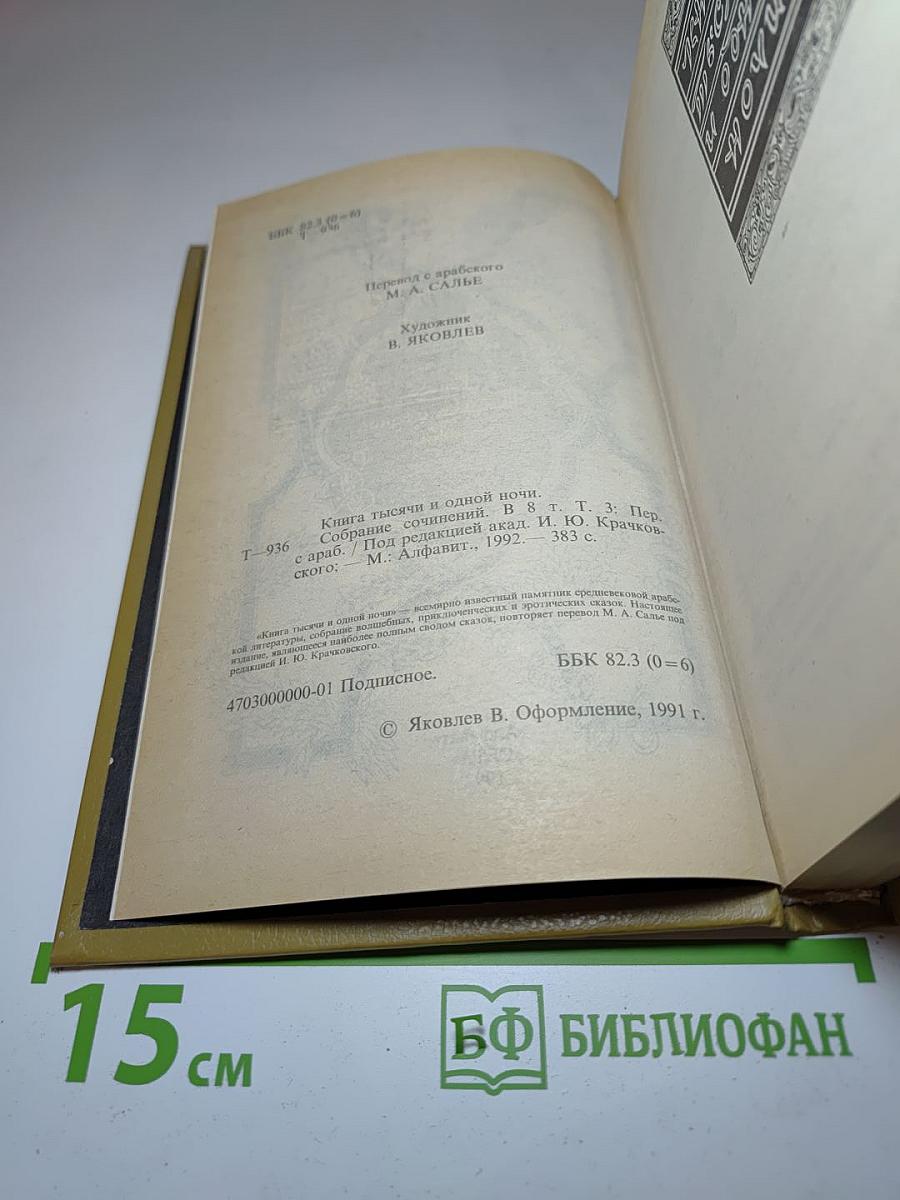 ББК 82.3 (0=6)
Т 936
Перевод с арабского
М. А. САЛЬЕ
Художник
В. ЯКОВЛЕВ
Книга тысячи и одной ночи.
Т—936 Собрание сочинений. В 8 т. Т. 3: Пер.
с араб. / Под редакцией акад. И. Ю. Крачков-
ского; — М.: Алфавит., 1992.— 383 с.
«Книга тысячи и одной ночи» — всемирно известный памятник средневековой арабс-
кой литературы, собрание волшебных, приключенческих и эротических сказок. Настоящее
издание, являющееся наиболее полным сводом сказок, повторяет перевод М. А. Салье под
редакцией И. Ю. Крачковского.
4703000000-01 Подписное.
ББК 82.3 (0=6)
© Яковлев В. Оформление, 1991 г.
15 см
БФ БИБЛИОФАН